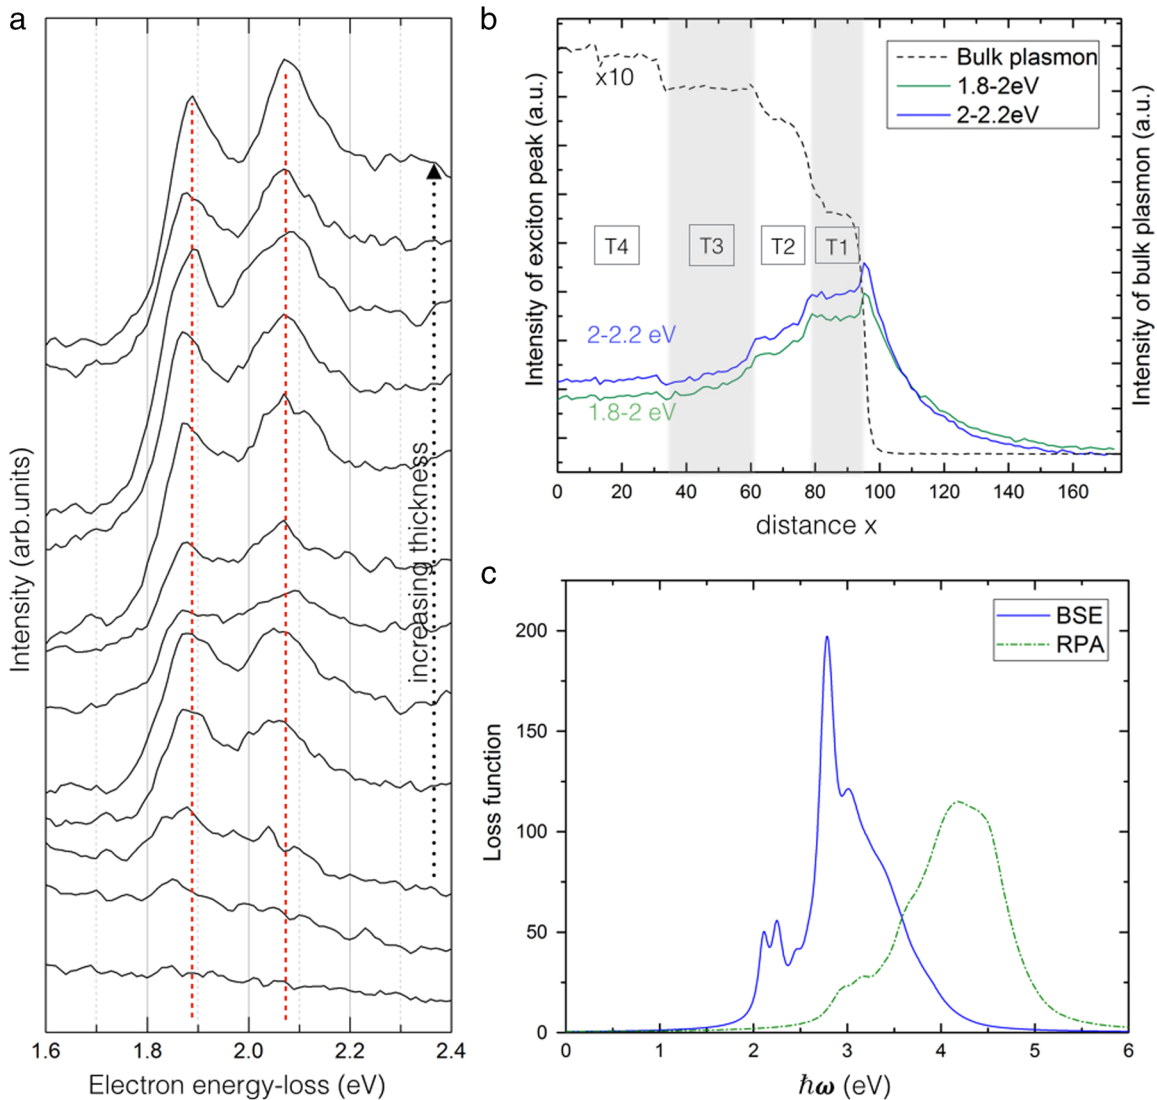 a
Intensity (arb.units)
increasing thickness
1.6 1.8 2.0 2.2 2.4
Electron energy-loss (eV)
b
Intensity of exciton peak (a.u.)
x10
Bulk plasmon
1.8-2eV
2-2.2eV
T4 T3 T2 T1
2-2.2 eV
1.8-2 eV
Intensity of bulk plasmon (a.u.)
0 20 40 60 80 100 120 140 160
distance x
c
Loss function
200
150
100
50
0
BSE
RPA
0 1 2 3 4 5 6
ℏω (eV)